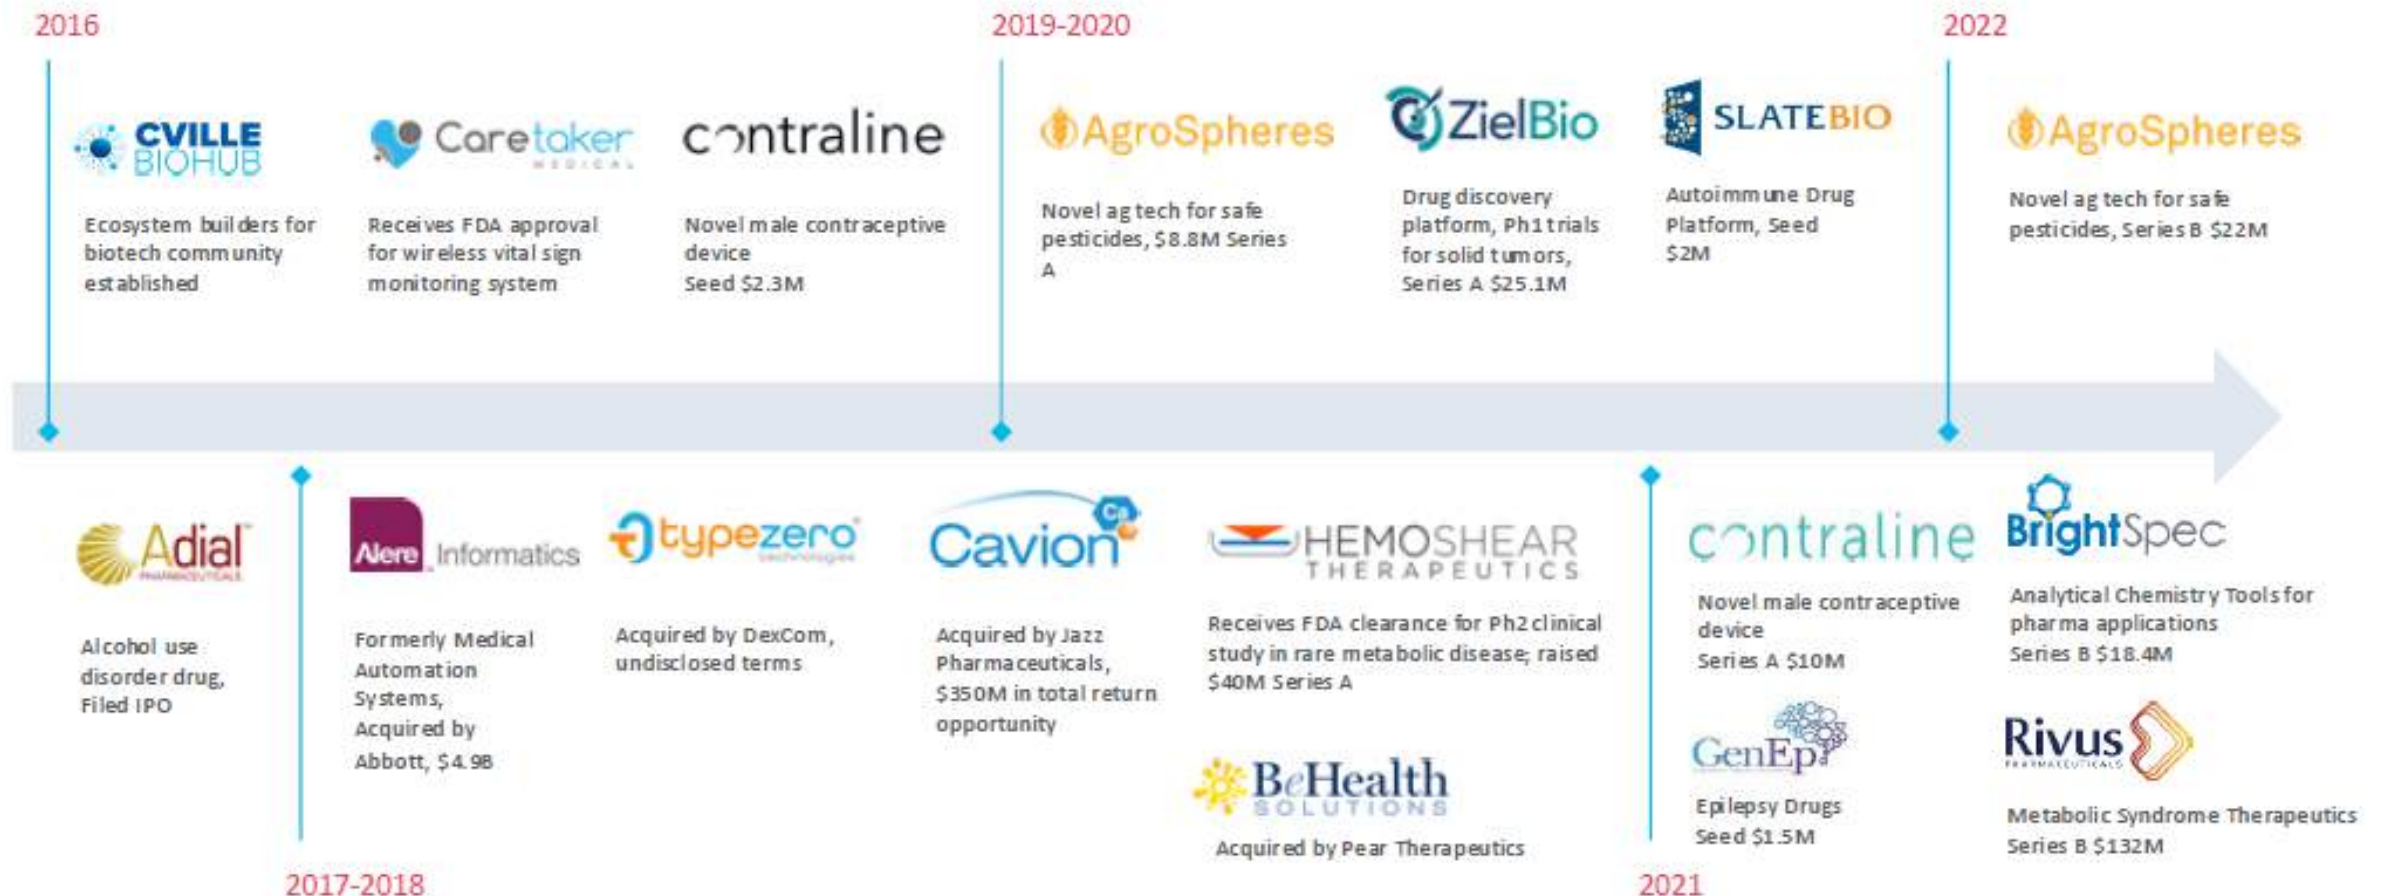 2016
2019-2020
2022
CVILLE
BIOHUB
Ecosystem builders for
biotech community
established
Caretaker
MEDICAL
Receives FDA approval
for wireless vital sign
monitoring system
contraline
Novel male contraceptive
device
Seed $2.3M
AgroSpheres
Novel ag tech for safe
pesticides, $8.8M Series
A
ZielBio
Drug discovery
platform, Ph1 trials
for solid tumors,
Series A $25.1M
SLATEBIO
Autoimmune Drug
Platform, Seed
$2M
AgroSpheres
Novel ag tech for safe
pesticides, Series B $22M
Adial™
PHARMACEUTICALS
Alcohol use
disorder drug,
Filed IPO
Alere Informatics
Formerly Medical
Automation
Systems,
Acquired by
Abbott, $4.9B
typezero
technologies
Acquired by DexCom,
undisclosed terms
Cavion
Ca
Acquired by Jazz
Pharmaceuticals,
$350M in total return
opportunity
HEMOSHEAR
THERAPEUTICS
Receives FDA clearance for Ph2 clinical
study in rare metabolic disease; raised
$40M Series A
BeHealth
SOLUTIONS
Acquired by Pear Therapeutics
contraline
Novel male contraceptive
device
Series A $10M
GenEp
Epilepsy Drugs
Seed $1.5M
BrightSpec
Analytical Chemistry Tools for
pharma applications
Series B $18.4M
Rivus
PHARMACEUTICALS
Metabolic Syndrome Therapeutics
Series B $132M
2017-2018
2021